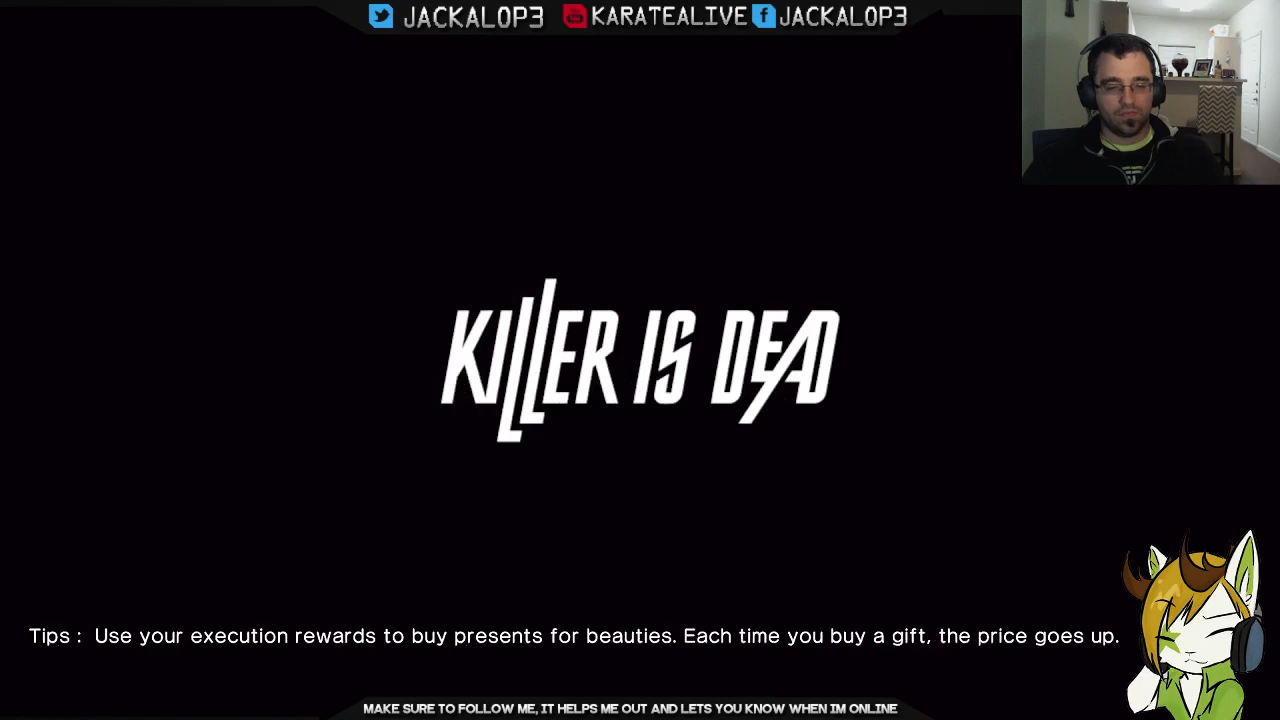 JACKALOP3 KARATEALIVE JACKALOP3
KILLER IS DEAD
Tips : Use your execution rewards to buy presents for beauties. Each time you buy a gift, the price goes up.
MAKE SURE TO FOLLOW ME, IT HELPS ME OUT AND LETS YOU KNOW WHEN IM ONLINE